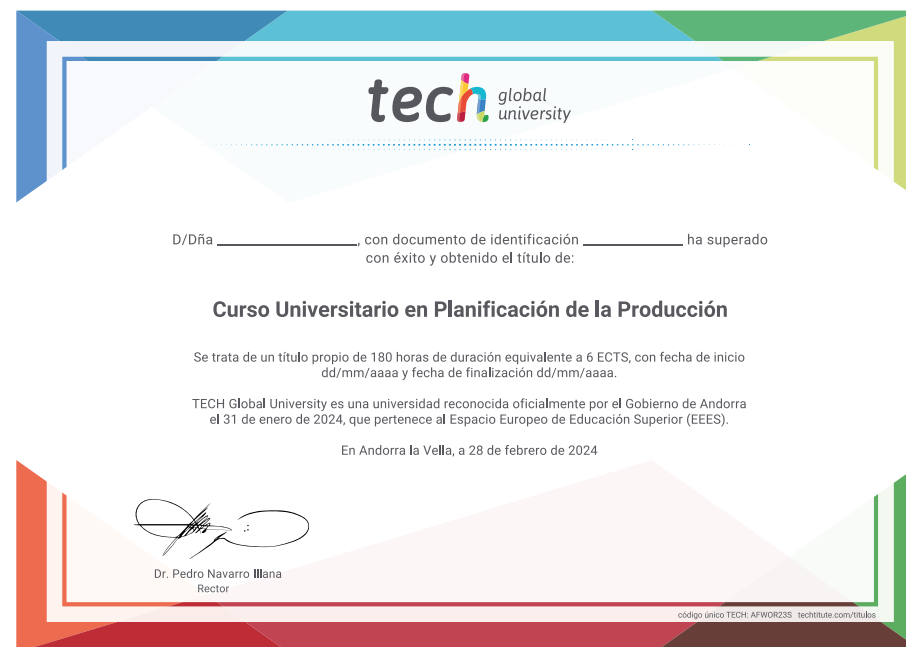 tech global university
D/Dña ________________, con documento de identificación ____________ ha superado
con éxito y obtenido el título de:
Curso Universitario en Planificación de la Producción
Se trata de un título propio de 180 horas de duración equivalente a 6 ECTS, con fecha de inicio
dd/mm/aaaa y fecha de finalización dd/mm/aaaa.
TECH Global University es una universidad reconocida oficialmente por el Gobierno de Andorra
el 31 de enero de 2024, que pertenece al Espacio Europeo de Educación Superior (EEES).
En Andorra la Vella, a 28 de febrero de 2024
Dr. Pedro Navarro Illana
Rector
código único TECH: AFWOR23S techtitute.com/titulos